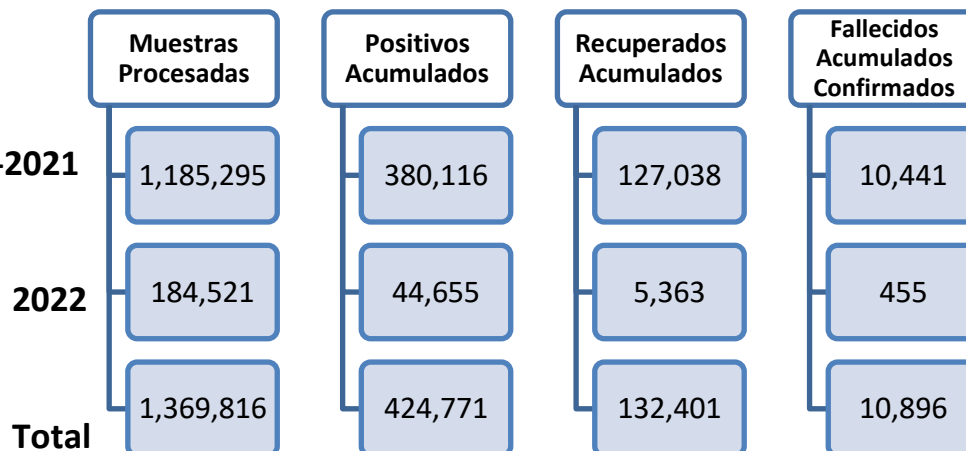 Muestras
Procesadas
Positivos
Acumulados
Recuperados
Acumulados
Fallecidos
Acumulados
Confirmados
-2021
1,185,295
380,116
127,038
10,441
2022
184,521
44,655
5,363
455
Total
1,369,816
424,771
132,401
10,896